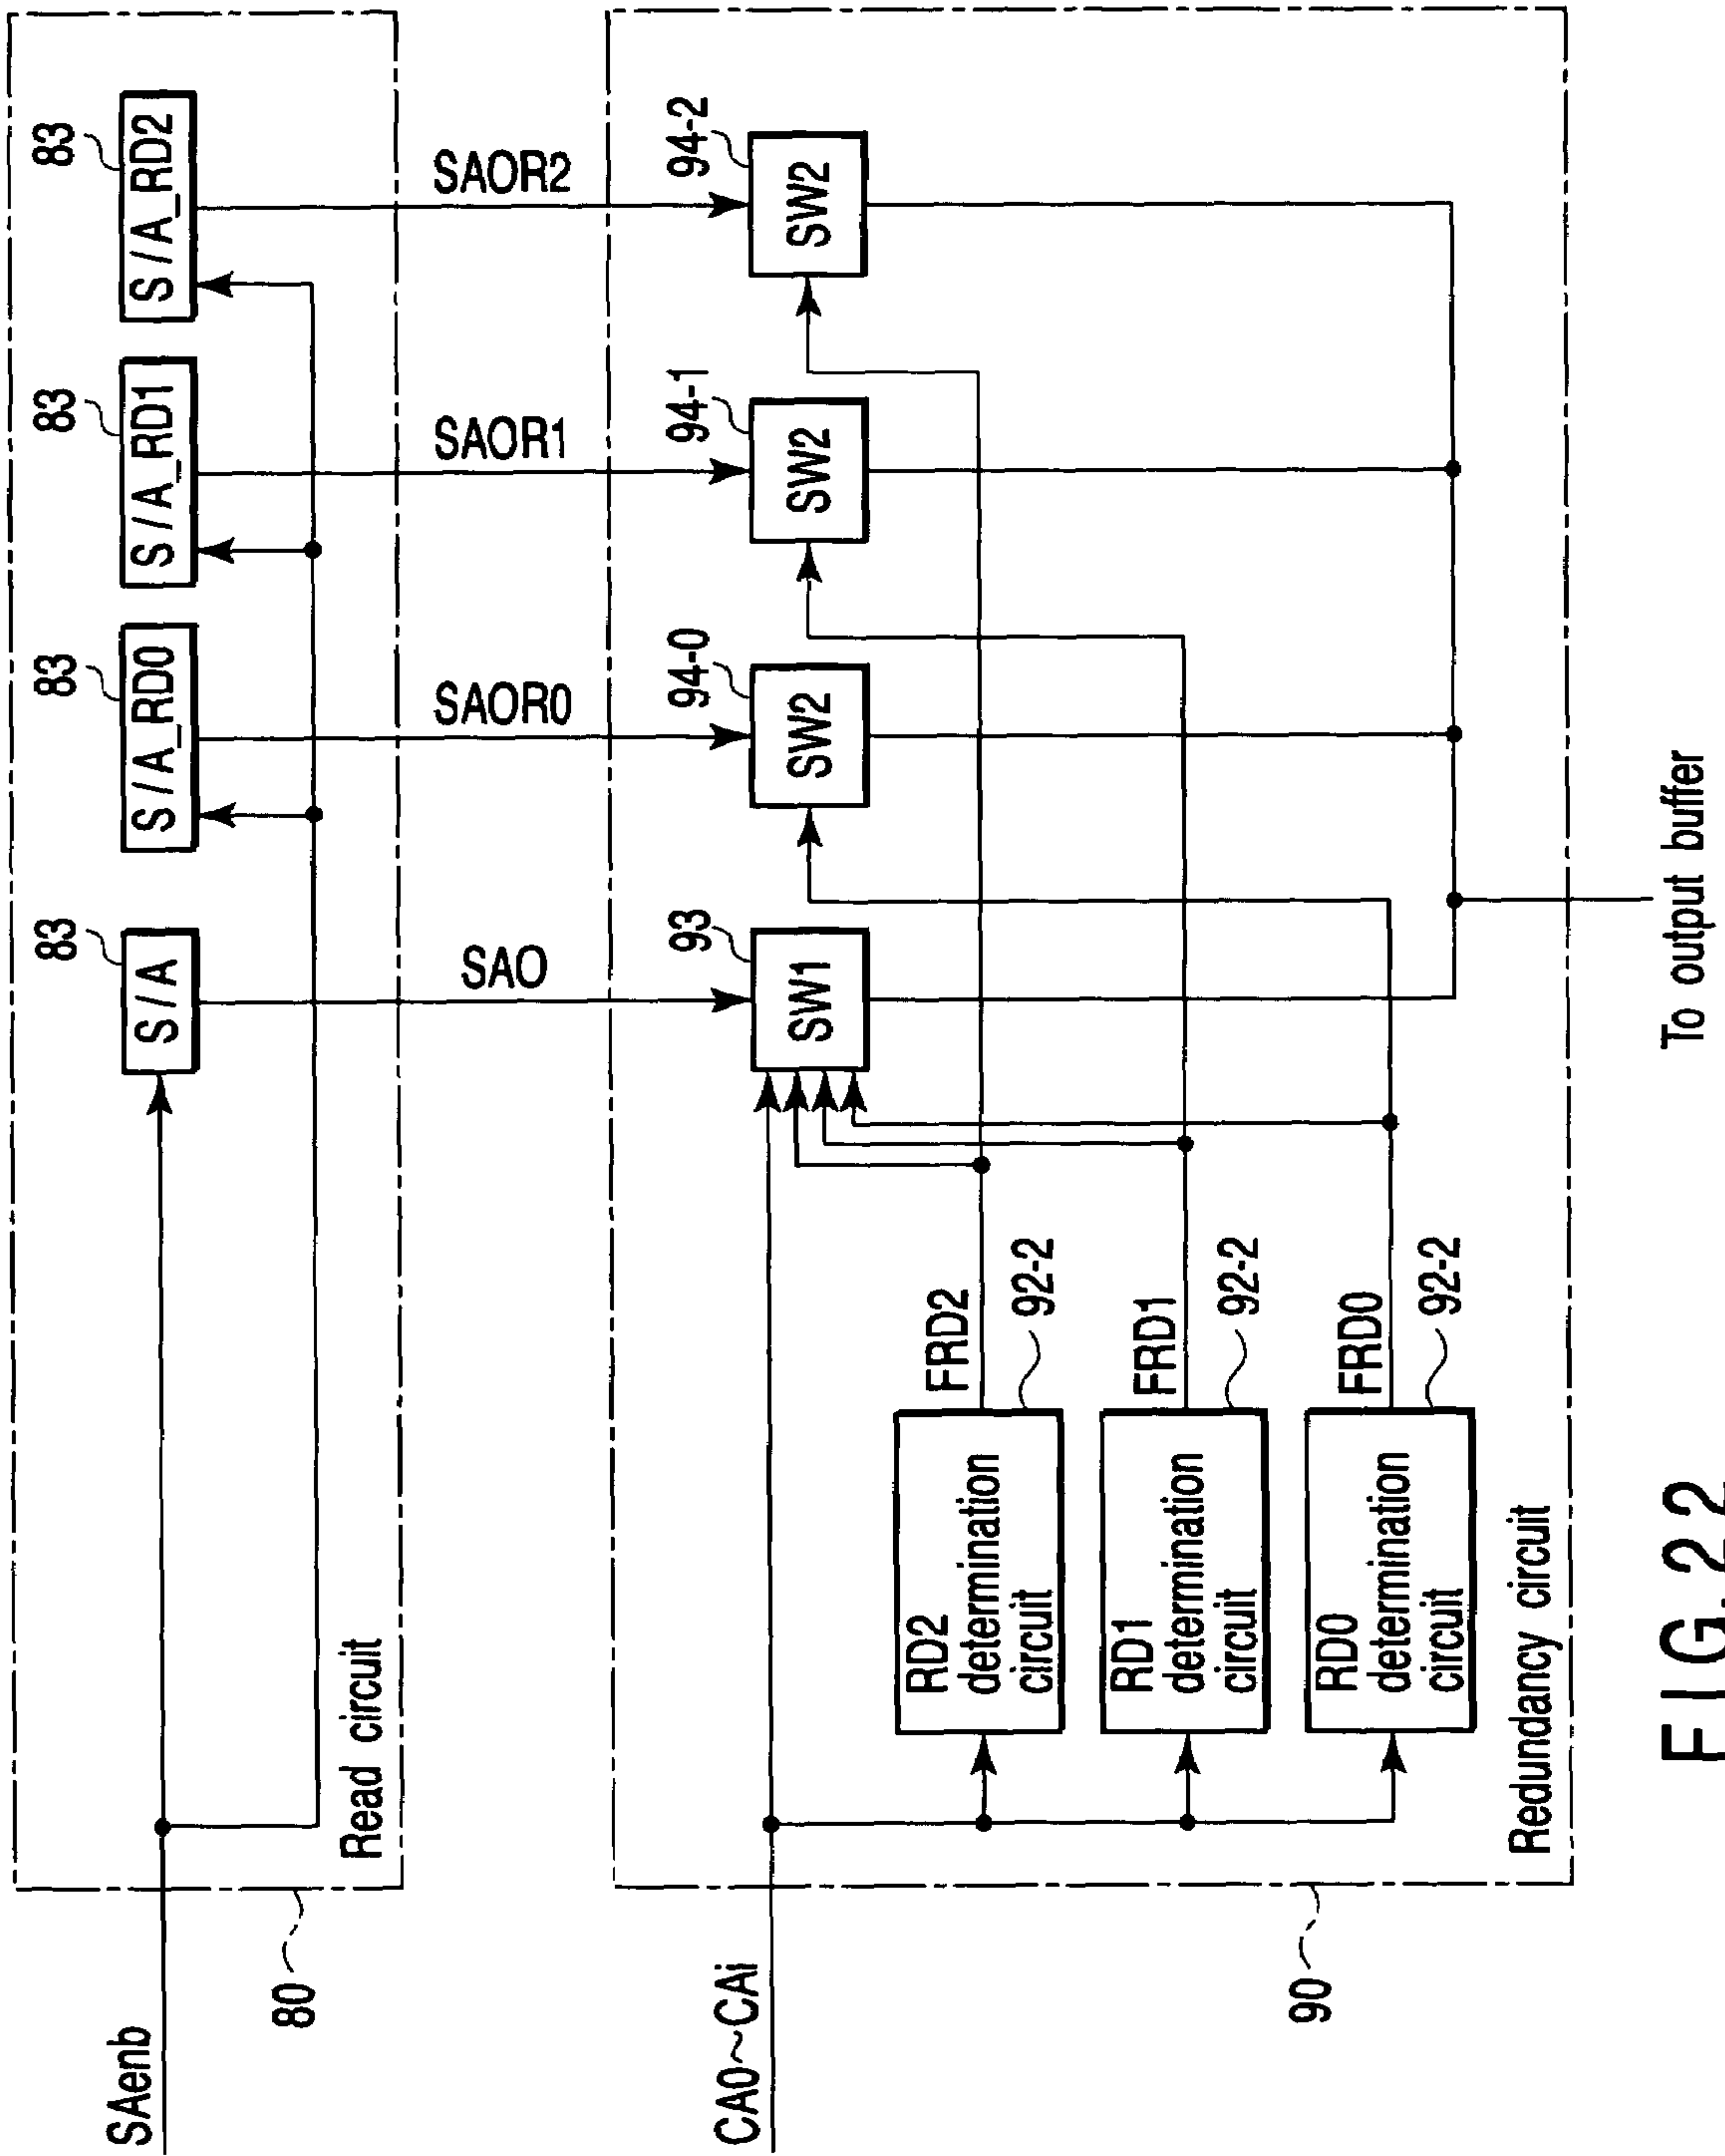 83
83
83
83
S/A
S/A_RD0
S/A_RD1
S/A_RD2
SAenb
80
Read circuit
SAO
SAOR0
SAOR1
SAOR2
93
94-0
94-1
94-2
SW1
SW2
SW2
SW2
CA0~CAi
FRD2
92-2
RD2
determination
circuit
FRD1
92-2
RD1
determination
circuit
FRD0
92-2
RD0
determination
circuit
90
Redundancy circuit
To output buffer
FIG. 22